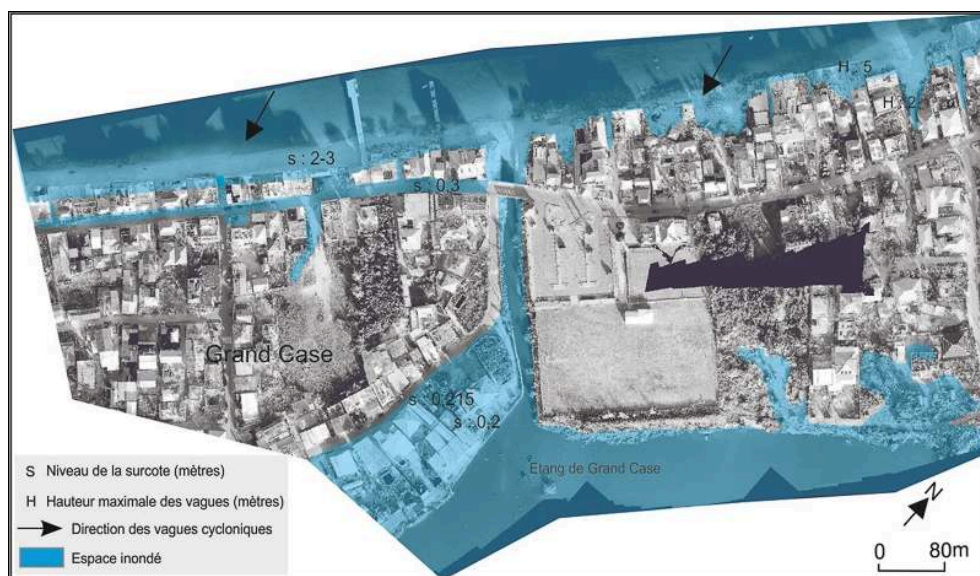 H : 5
H : 2
s : 2-3
s : 0,3
Grand Case
s : 0,215
s : 0,2
Etang de Grand Case
S Niveau de la surcote (mètres)
H Hauteur maximale des vagues (mètres)
Direction des vagues cycloniques
Espace inondé
N
0 80m